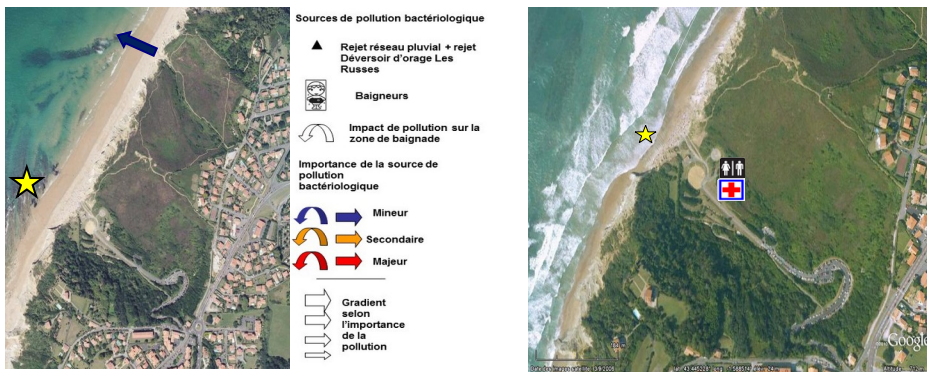 Sources de pollution bactériologique
Rejet réseau pluvial + rejet
Déversoir d'orage Les
Russes
Baigneurs
Impact de pollution sur la
zone de baignade
Importance de la source de
pollution
bactériologique
Mineur
Secondaire
Majeur
Gradient
selon
l'importance
de la
pollution
Google